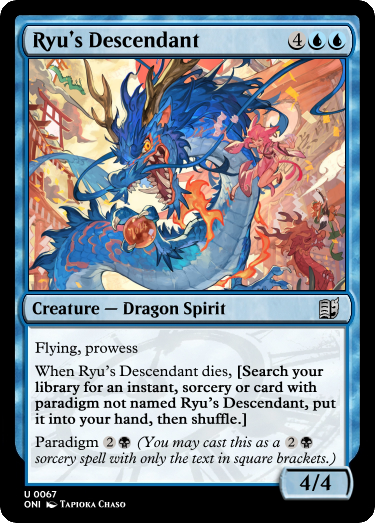 Ryu's Descendant 4
Creature — Dragon Spirit
Flying, prowess
When Ryu's Descendant dies, [Search your
library for an instant, sorcery or card with
paradigm not named Ryu's Descendant, put
it into your hand, then shuffle.]
Paradigm 2 (You may cast this as a 2
sorcery spell with only the text in square brackets.)
4/4
U 0067
ONI Tapioka Chaso